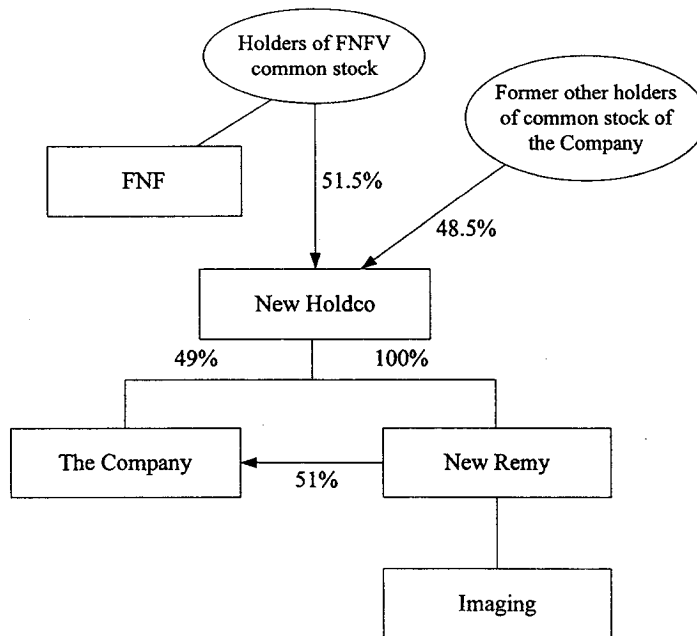 Holders of FNFV
common stock
Former other holders
of common stock of
the Company
FNF
51.5%
48.5%
New Holdco
49%
100%
The Company
51%
New Remy
Imaging